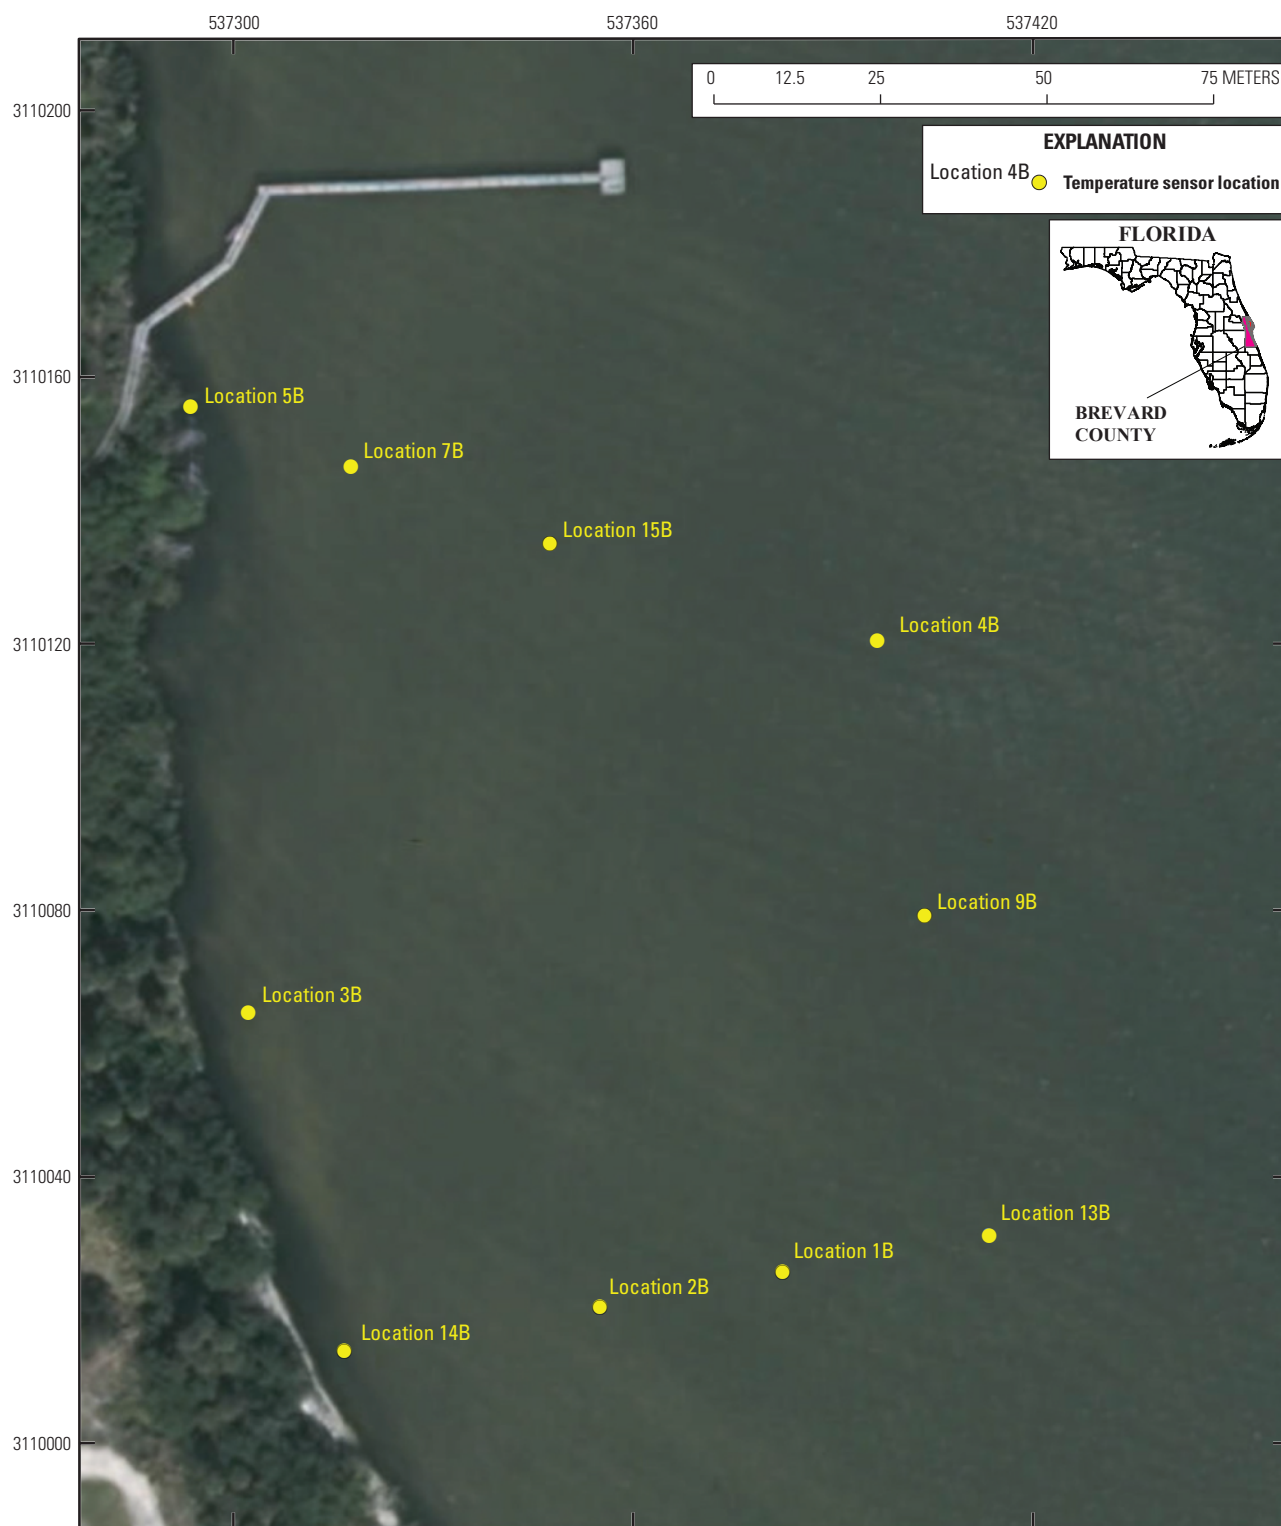 537300 537360 537420
0 12.5 25 50 75 METERS
3110200
EXPLANATION
Location 4B Temperature sensor location
FLORIDA
BREVARD
COUNTY
3110160
Location 5B
Location 7B
Location 15B
3110120
Location 4B
3110080
Location 9B
Location 3B
3110040
Location 13B
Location 1B
Location 2B
Location 14B
3110000